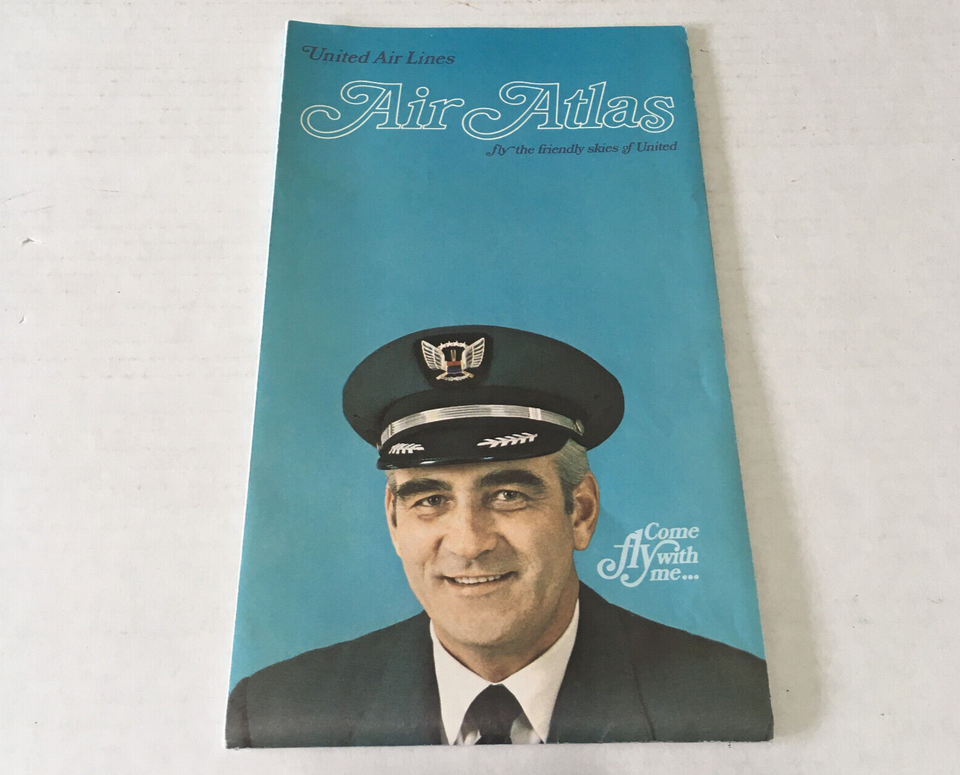 United Air Lines
Air Atlas
fly the friendly skies of United
Come
fly with
me...